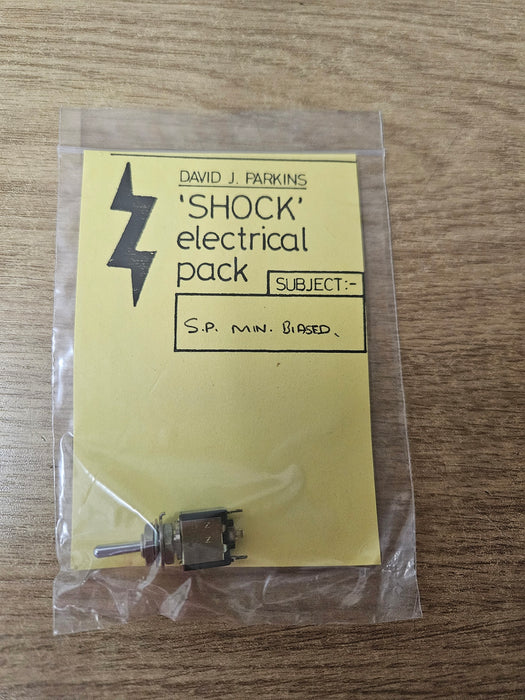 DAVID J. PARKINS
'SHOCK'
electrical
pack
SUBJECT:-
S.P. MIN. BIASED.